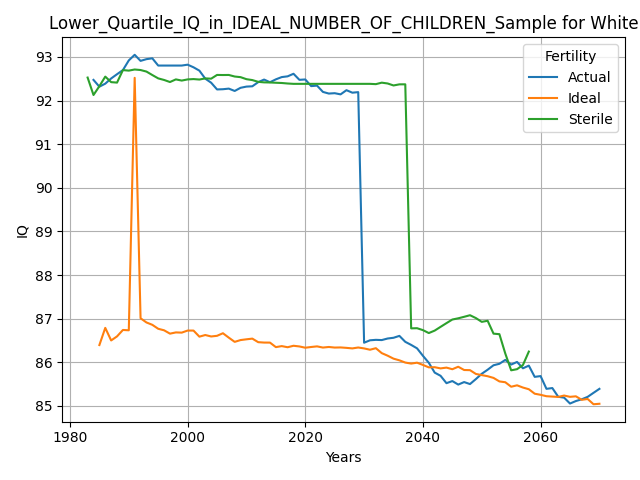 Lower_Quartile_IQ_in_IDEAL_NUMBER_OF_CHILDREN_Sample for White
Fertility
Actual
Ideal
Sterile
93
92
91
90
89
88
87
86
85
IQ
1980
2000
2020
2040
2060
Years